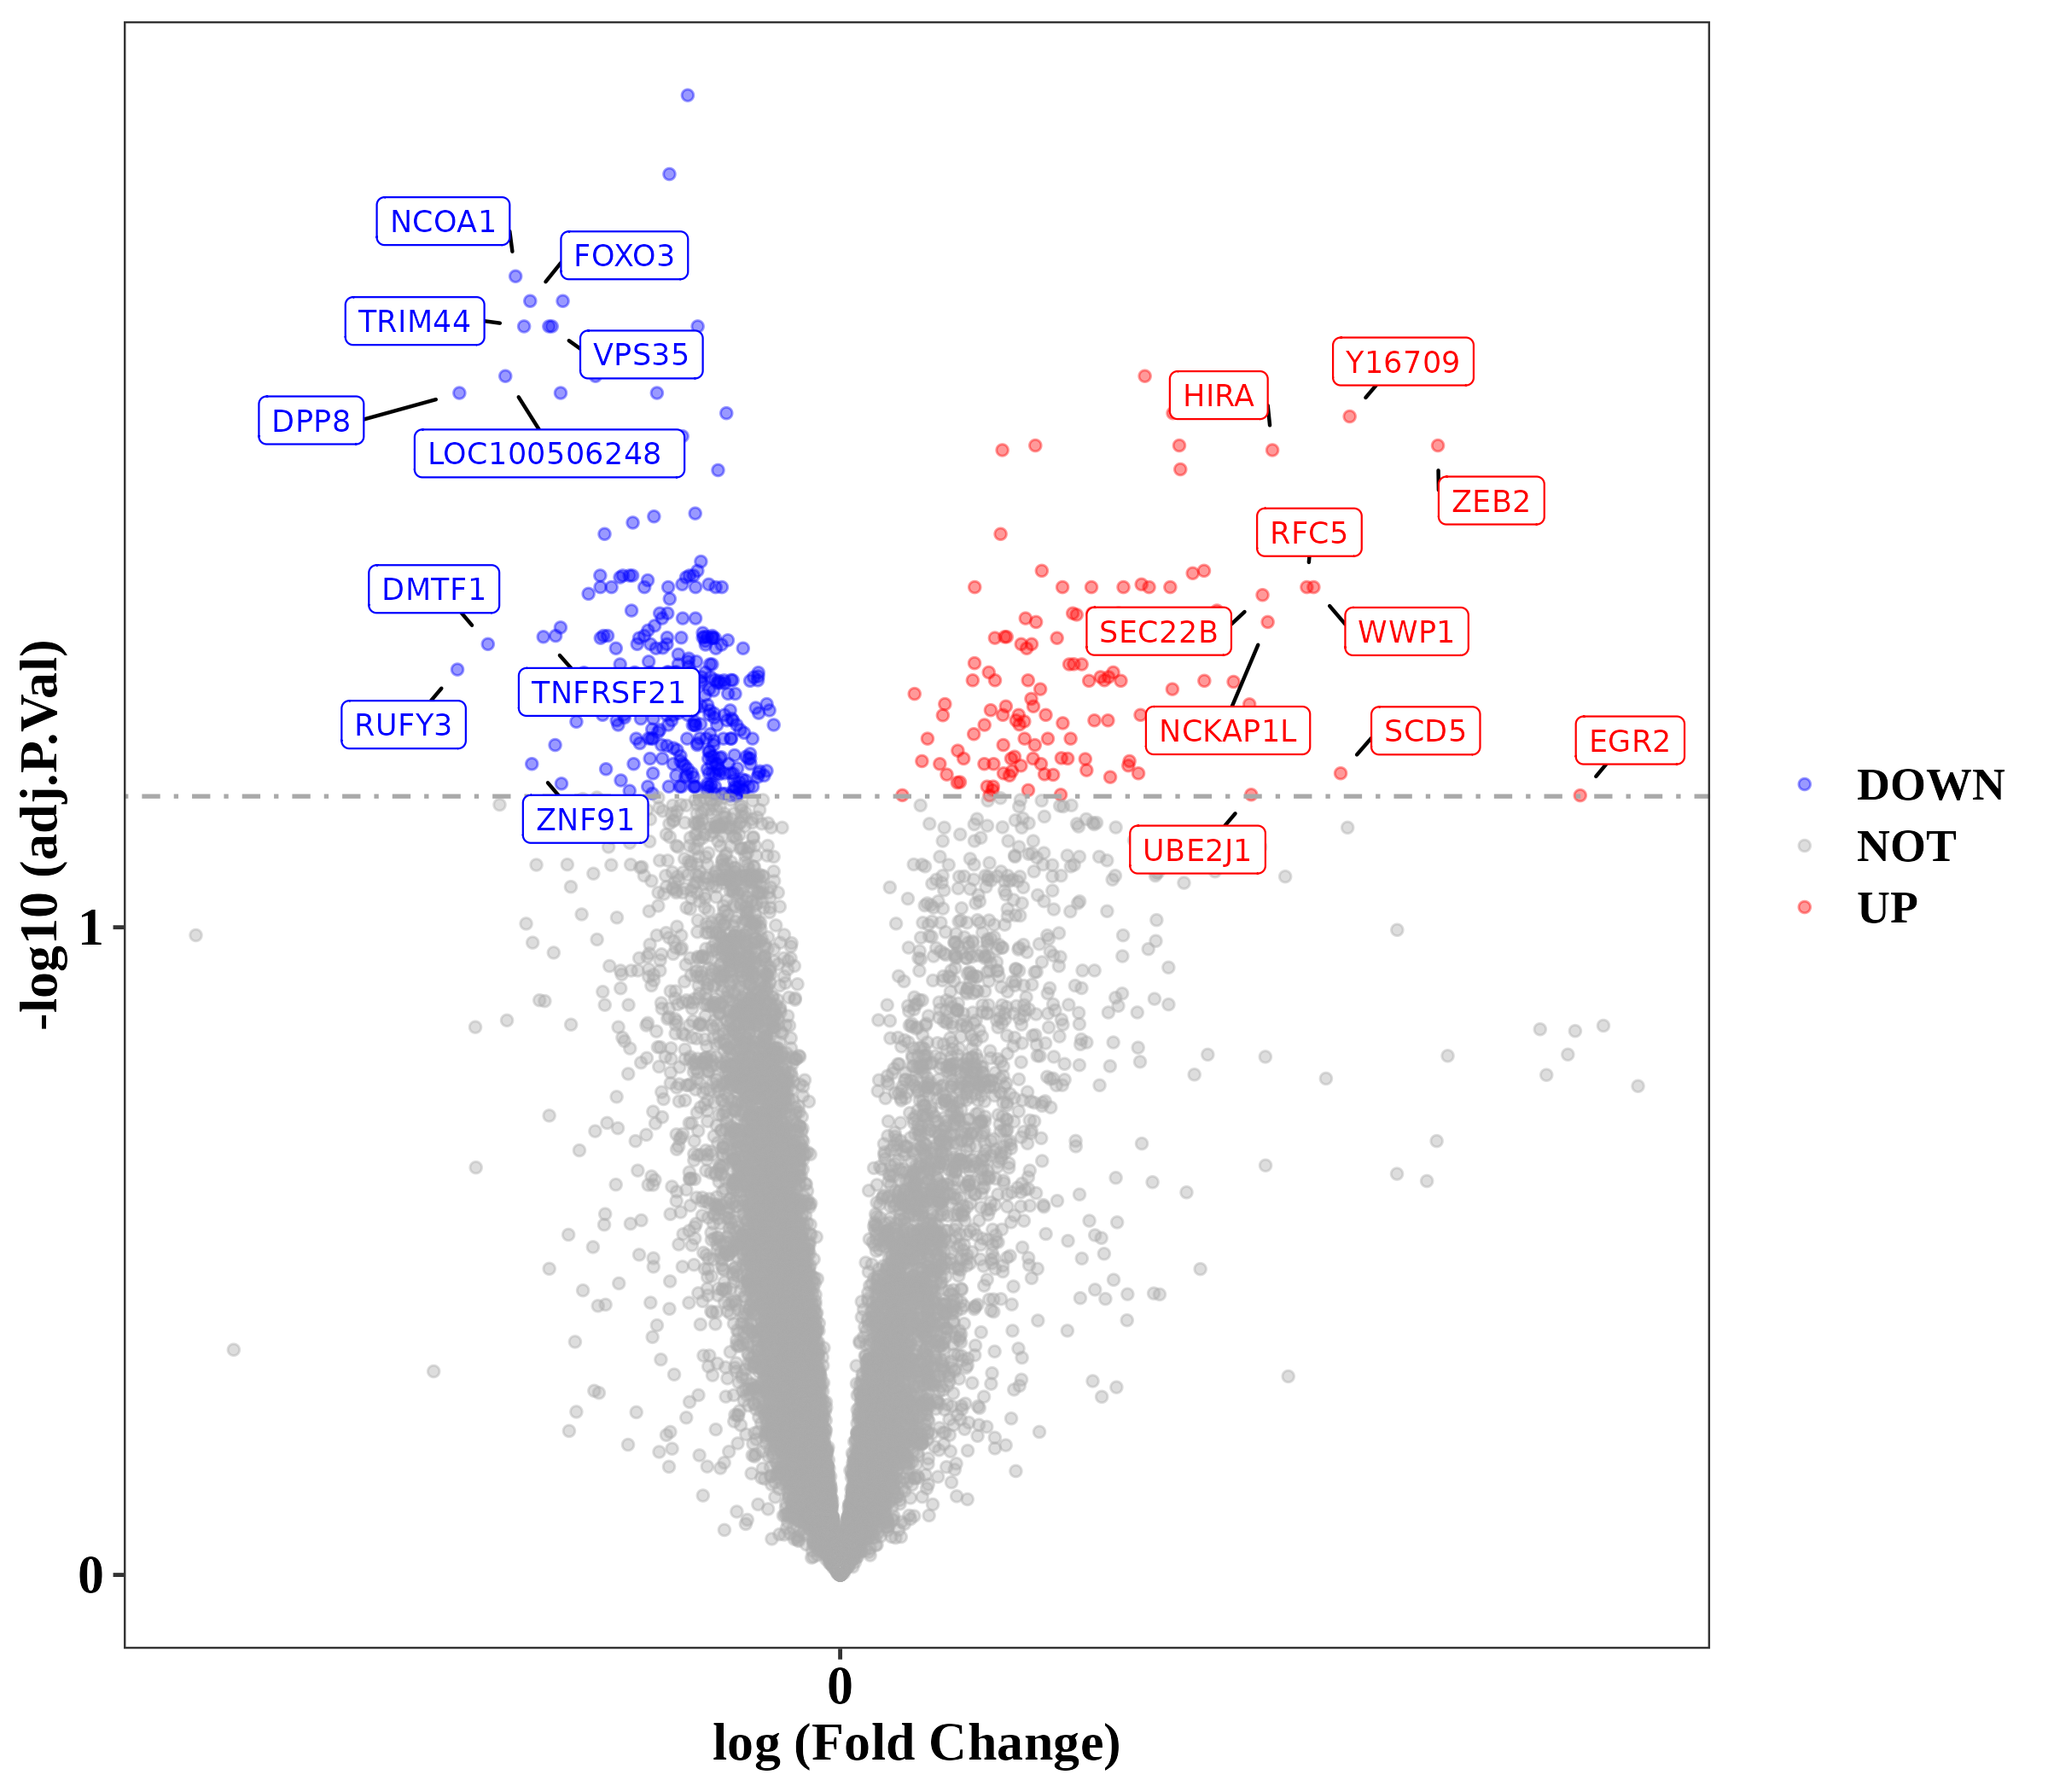 NCOA1
FOXO3
TRIM44
VPS35
Y16709
HIRA
DPP8
LOC100506248
ZEB2
RFC5
DMTF1
SEC22B
WWP1
TNFRSF21
RUFY3
NCKAP1L
SCD5
EGR2
ZNF91
UBE2J1
DOWN
NOT
UP
-log10 (adj.P.Val)
1
0
0
log (Fold Change)